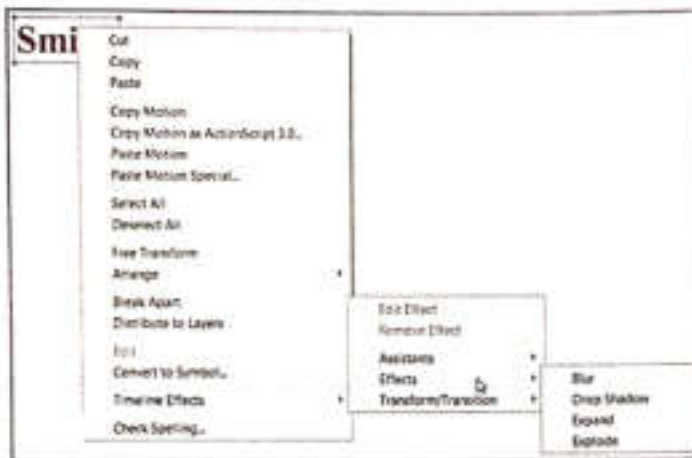 Smi
Cut
Copy
Paste
Copy Motion
Copy Motion as ActionScript 3.0...
Paste Motion
Paste Motion Special...
Select All
Deselect All
Free Transform
Arrange
Break Apart
Distribute to Layers
Edit
Convert to Symbol...
Timeline Effects
Check Spelling...
Edit Effect
Remove Effect
Assistants
Effects
Transform/Transition
Blur
Drop Shadow
Expand
Explode